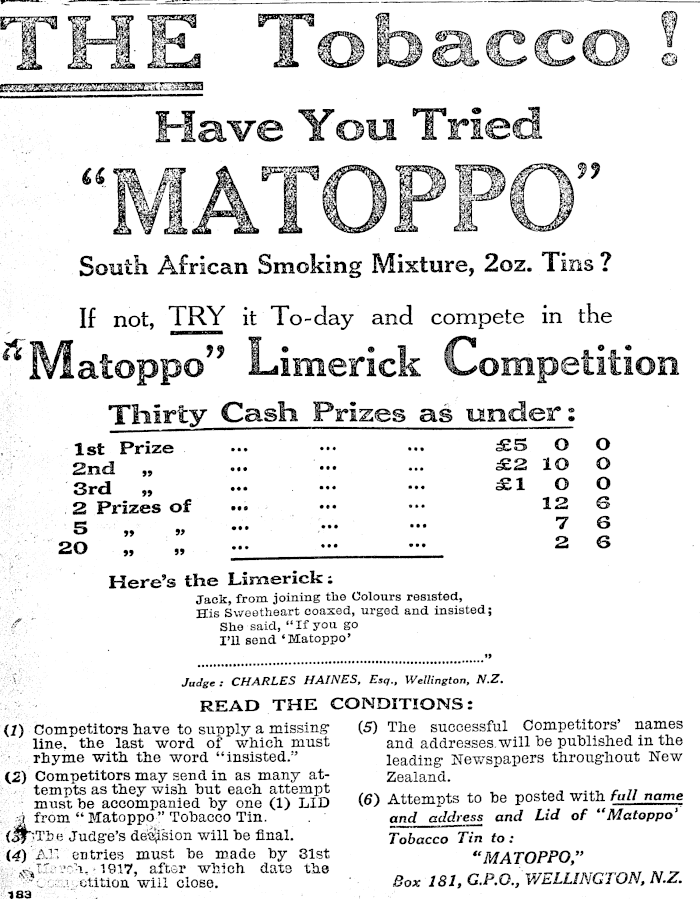 THE Tobacco!
Have You Tried
"MATOPPO"
South African Smoking Mixture, 2oz. Tins?
If not, TRY it To-day and compete in the
"Matoppo" Limerick Competition
Thirty Cash Prizes as under:
1st Prize ... ... ... £5 0 0
2nd „ ... ... ... £2 10 0
3rd „ ... ... ... £1 0 0
2 Prizes of ... ... ... 12 6
5 „ „ ... ... ... 7 6
20 „ „ ... ... ... 2 6
Here's the Limerick:
Jack, from joining the Colours resisted,
His Sweetheart coaxed, urged and insisted;
She said, "If you go
I'll send 'Matoppo'
......................................................................"
Judge: CHARLES HAINES, Esq., Wellington, N.Z.
READ THE CONDITIONS:
(1) Competitors have to supply a missing
line, the last word of which must
rhyme with the word "insisted."
(2) Competitors may send in as many at-
tempts as they wish but each attempt
must be accompanied by one (1) LID
from "Matoppo" Tobacco Tin.
(3) The Judge's decision will be final.
(4) All entries must be made by 31st
March, 1917, after which date the
Competition will close.
183
(5) The successful Competitors' names
and addresses will be published in the
leading Newspapers throughout New
Zealand.
(6) Attempts to be posted with full name
and address and Lid of "Matoppo'
Tobacco Tin to:
"MATOPPO,"
Box 181, G.P.O., WELLINGTON, N.Z.